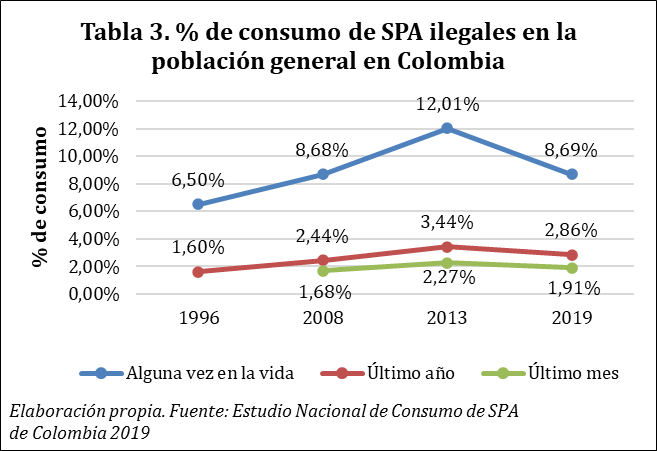 Tabla 3. % de consumo de SPA ilegales en la
población general en Colombia
% de consumo
14,00%
12,00%
10,00%
8,00%
6,00%
4,00%
2,00%
0,00%
6,50%
8,68%
12,01%
8,69%
1,60%
2,44%
3,44%
2,86%
1,68%
2,27%
1,91%
1996 2008 2013 2019
Alguna vez en la vida Último año Último mes
Elaboración propia. Fuente: Estudio Nacional de Consumo de SPA
de Colombia 2019